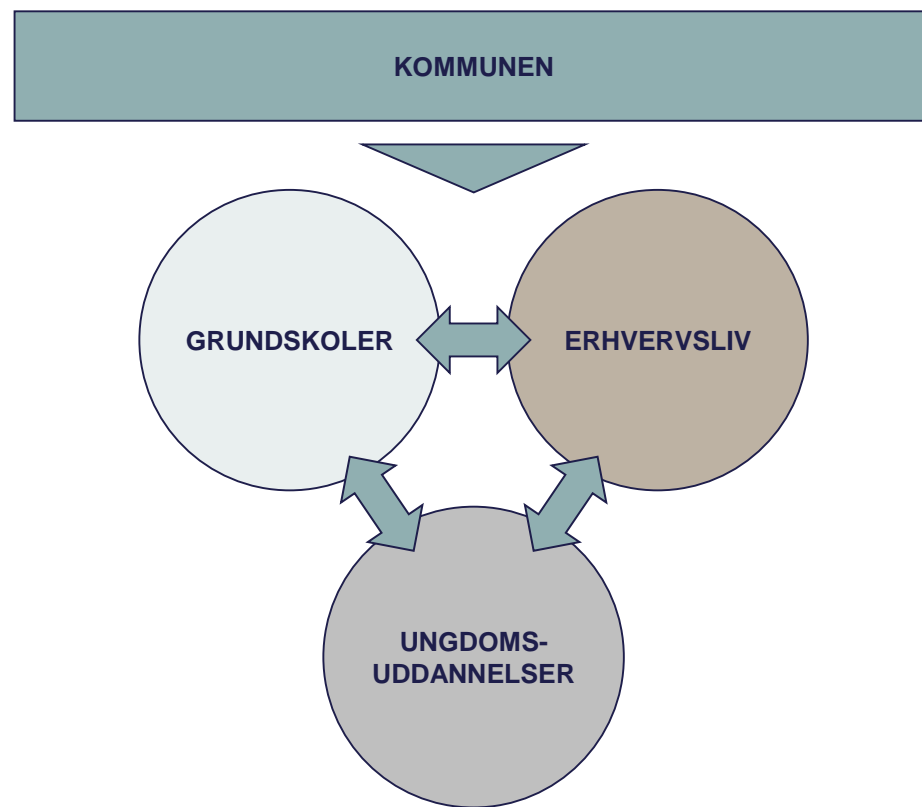 KOMMUNEN
GRUNDSKOLER
ERHVERVSLIV
UNGDOMS-
UDDANNELSER